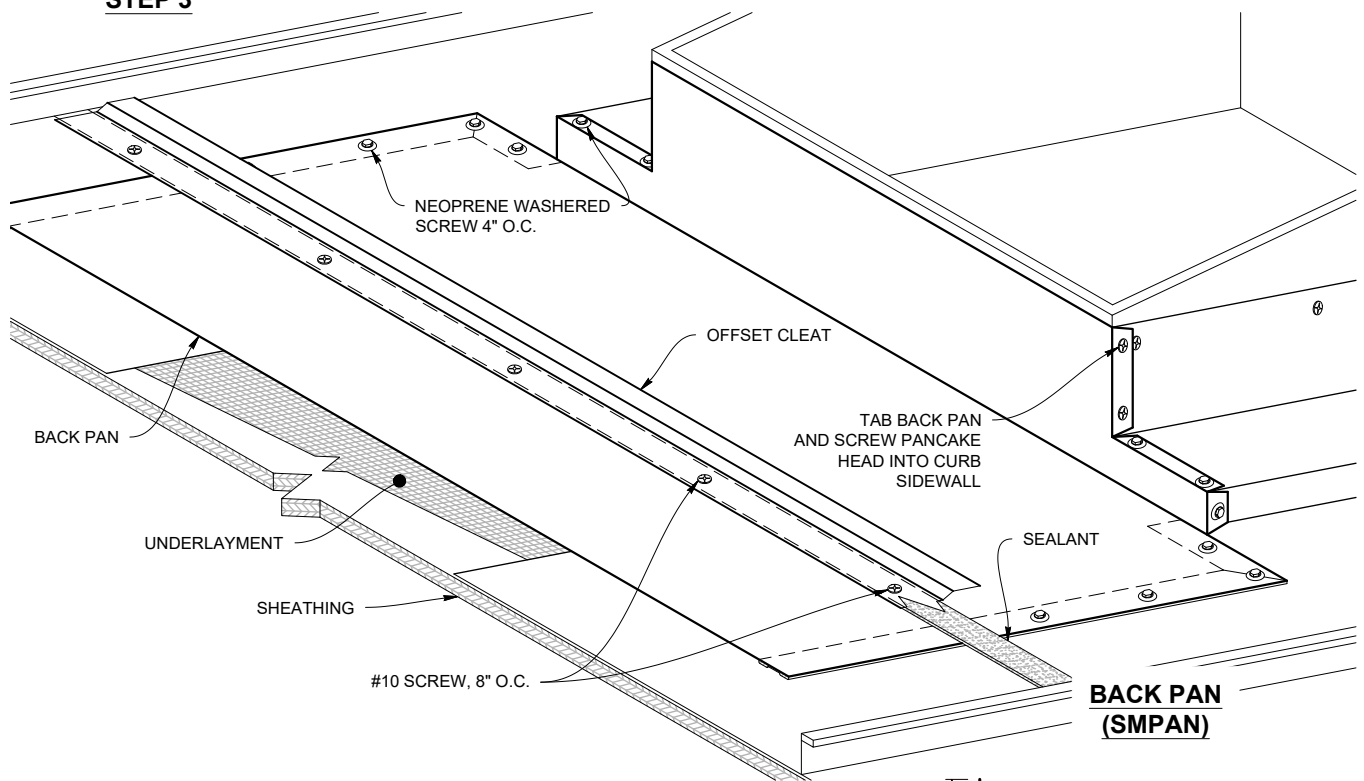 STEP 3
NEOPRENE WASHERED
SCREW 4" O.C.
OFFSET CLEAT
TAB BACK PAN
AND SCREW PANCAKE
HEAD INTO CURB
SIDEWALL
BACK PAN
UNDERLAYMENT
SEALANT
SHEATHING
#10 SCREW, 8" O.C.
BACK PAN
(SMPAN)